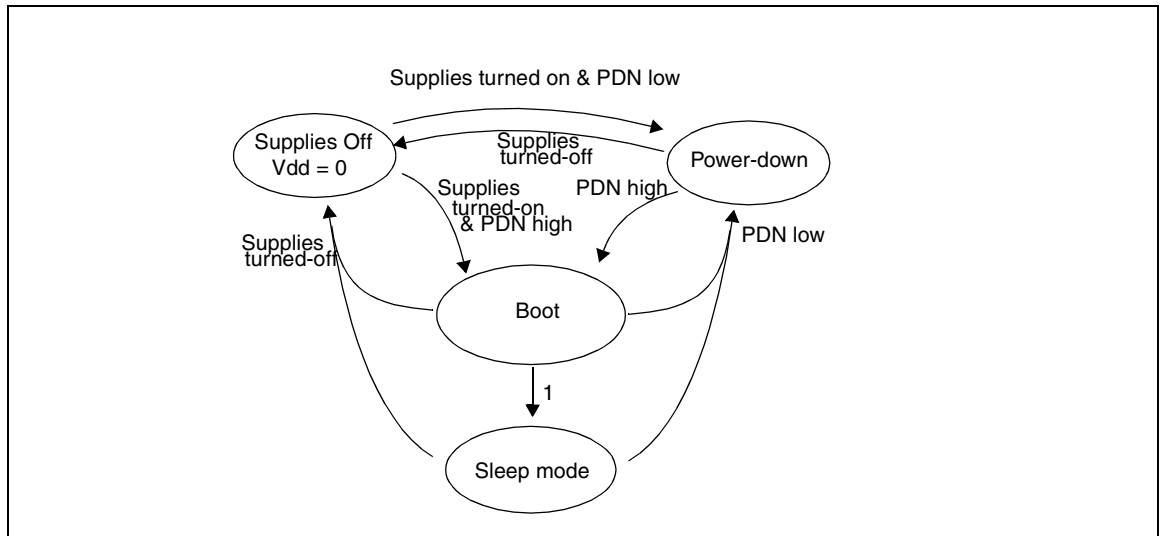 Supplies turned on & PDN low
Supplies Off
Vdd = 0
Supplies
turned-off
Power-down
Supplies
turned-on
& PDN high
PDN high
Supplies
turned-off
PDN low
Boot
1
Sleep mode